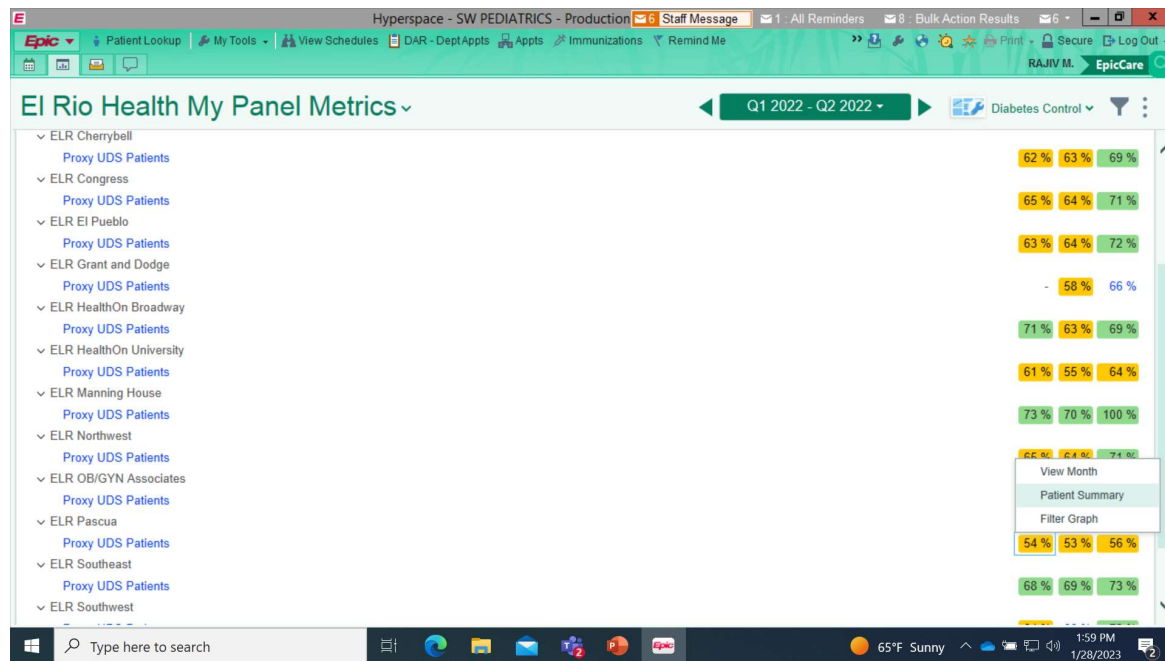 E Hyperspace - SW PEDIATRICS - Production 6 Staff Message 1 : All Reminders 8 : Bulk Action Results 6
Epic Patient Lookup My Tools View Schedules DAR - Dept Appts Appts Immunizations Remind Me Print Secure Log Out
RAJIV M. EpicCare
El Rio Health My Panel Metrics Q1 2022 - Q2 2022 Diabetes Control
ELR Cherrybell
Proxy UDS Patients 62 % 63 % 69 %
ELR Congress
Proxy UDS Patients 65 % 64 % 71 %
ELR El Pueblo
Proxy UDS Patients 63 % 64 % 72 %
ELR Grant and Dodge
Proxy UDS Patients - 58 % 66 %
ELR HealthOn Broadway
Proxy UDS Patients 71 % 63 % 69 %
ELR HealthOn University
Proxy UDS Patients 61 % 55 % 64 %
ELR Manning House
Proxy UDS Patients 73 % 70 % 100 %
ELR Northwest
Proxy UDS Patients 65 % 64 % 71 %
View Month
ELR OB/GYN Associates
Proxy UDS Patients
Patient Summary
ELR Pascua
Filter Graph
Proxy UDS Patients 54 % 53 % 56 %
ELR Southeast
Proxy UDS Patients 68 % 69 % 73 %
ELR Southwest
Type here to search T 2 P Epic 65°F Sunny 1:59 PM
1/28/2023 2